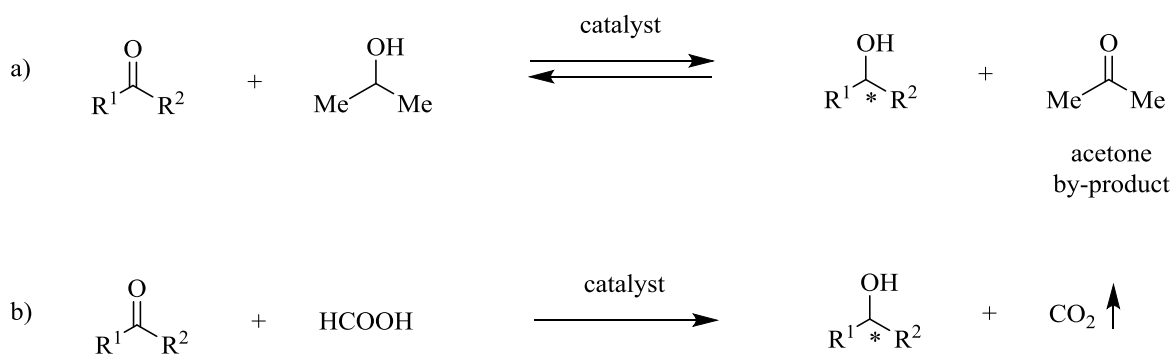 a)
O
R¹ R²
+
OH
Me Me
catalyst
OH
R¹ * R²
+
O
Me Me
acetone
by-product
b)
O
R¹ R²
+
HCOOH
catalyst
OH
R¹ * R²
+
CO₂